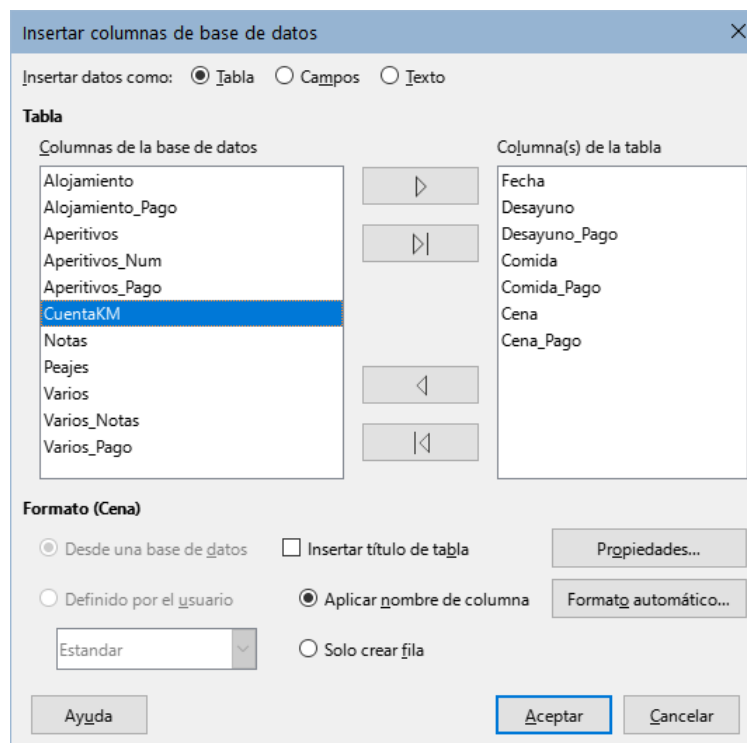 Insertar columnas de base de datos
Insertar datos como: Tabla Campos Texto
Tabla
Columnas de la base de datos
Alojamiento
Alojamiento_Pago
Aperitivos
Aperitivos_Num
Aperitivos_Pago
CuentaKM
Notas
Peajes
Varios
Varios_Notas
Varios_Pago
Columna(s) de la tabla
Fecha
Desayuno
Desayuno_Pago
Comida
Comida_Pago
Cena
Cena_Pago
Formato (Cena)
Desde una base de datos
Insertar título de tabla
Propiedades...
Definido por el usuario
Aplicar nombre de columna
Formato automático...
Estandar
Solo crear fila
Ayuda
Aceptar
Cancelar